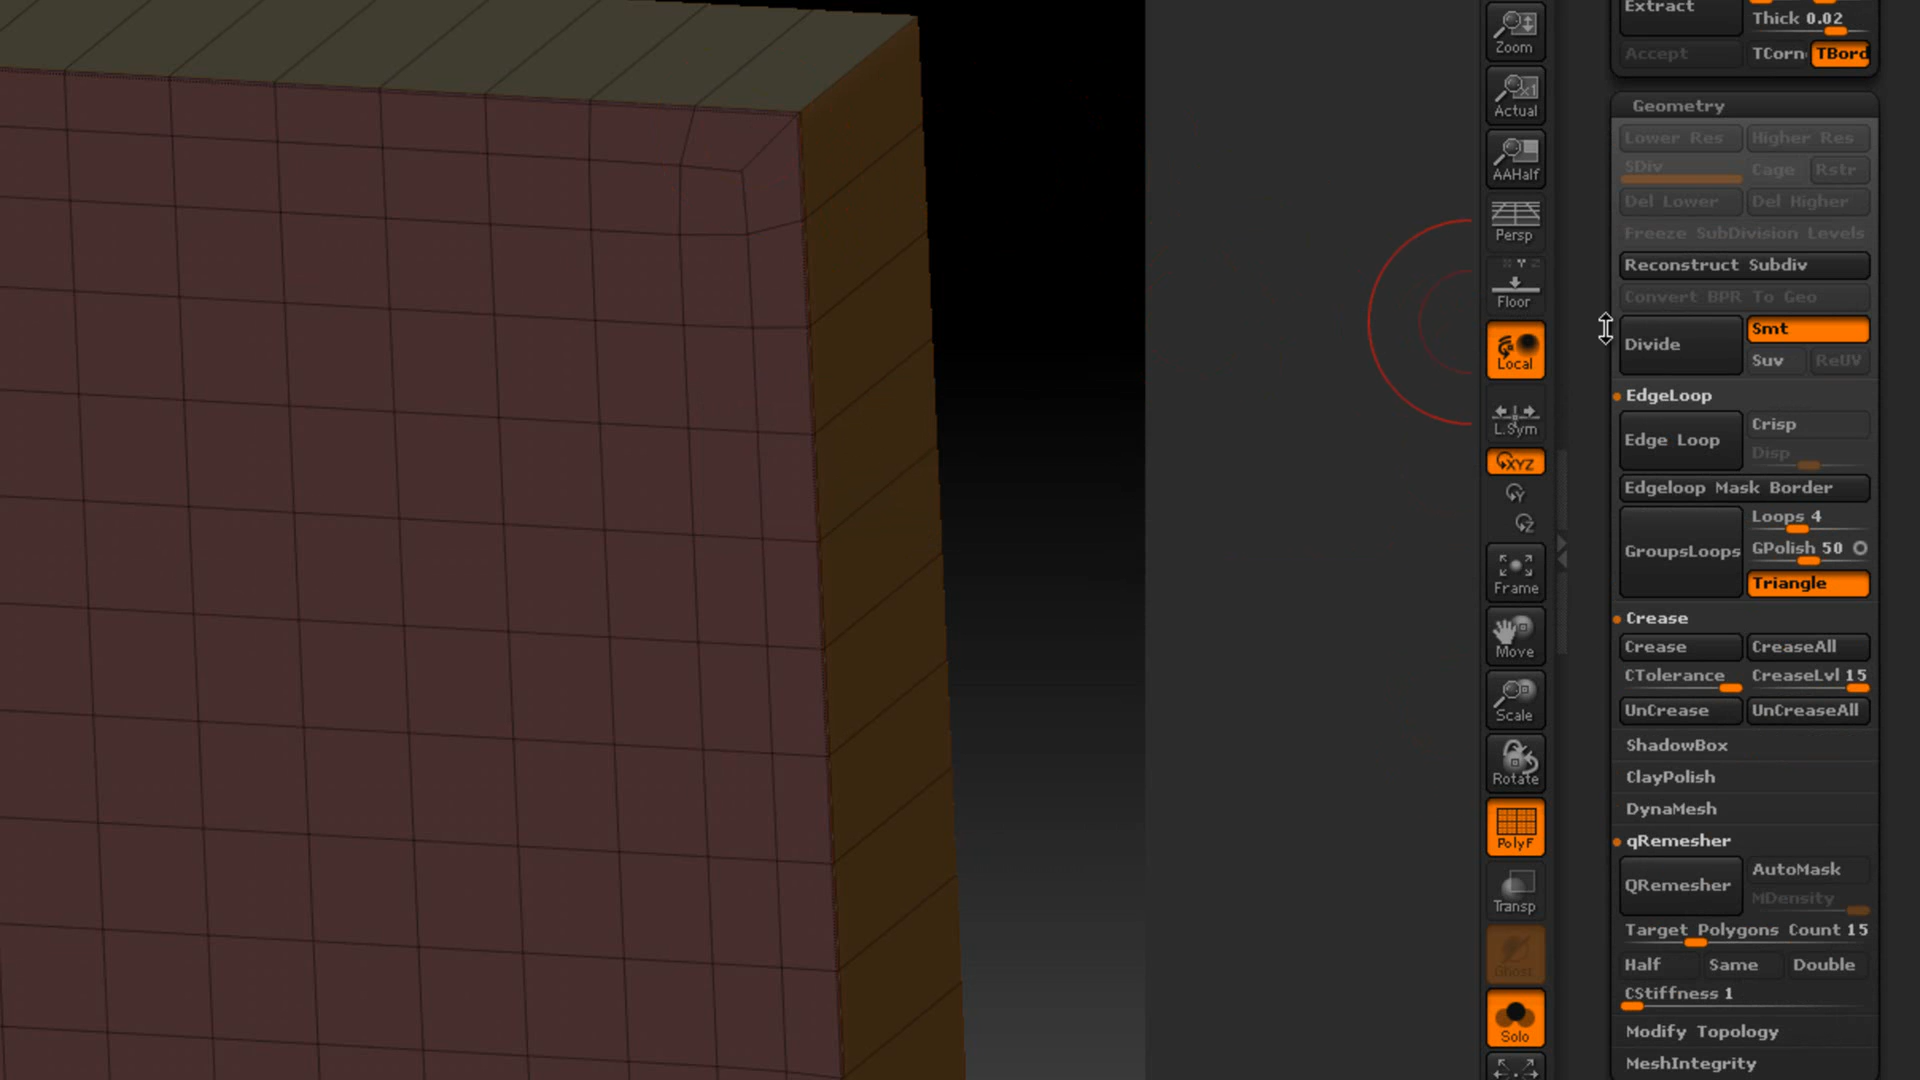 Zoom
Actual
AAHalf
Persp
Floor
Local
L.Sym
XYZ
Frame
Move
Scale
Rotate
PolyF
Transp
Ghost
Solo
Extract
Thick 0.02
Accept TCorn TBord
Geometry
Lower Res Higher Res
SDiv Cage Rstr
Del Lower Del Higher
Freeze SubDivision Levels
Reconstruct Subdiv
Convert BPR To Geo
Divide Smt
Suv ReUV
EdgeLoop
Edge Loop Crisp
Disp
Edgeloop Mask Border
GroupsLoops Loops 4
GPolish 50
Triangle
Crease
Crease CreaseAll
CTolerance CreaseLvl 15
UnCrease UnCreaseAll
ShadowBox
ClayPolish
DynaMesh
qRemesher
QRemesher AutoMask
MDensity
Target Polygons Count 15
Half Same Double
CStiffness 1
Modify Topology
MeshIntegrity